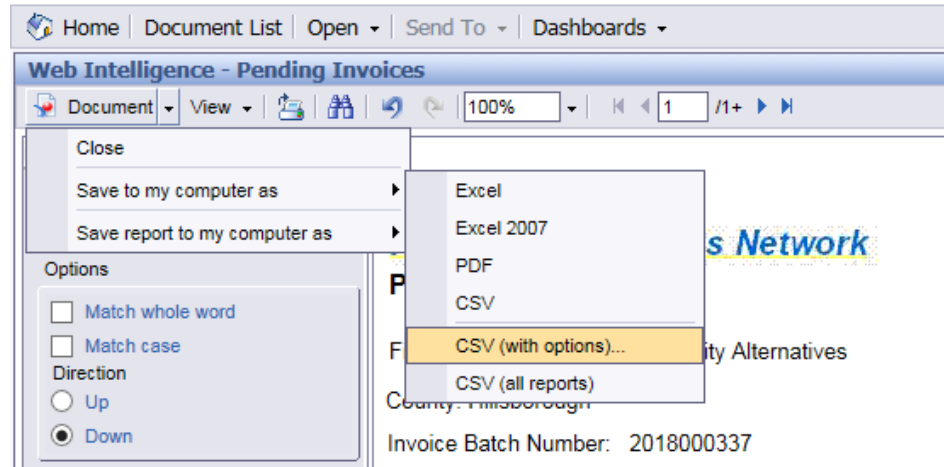 Home Document List Open Send To Dashboards
Web Intelligence - Pending Invoices
Document View 100% 1 /1+
Close
Save to my computer as
Save report to my computer as
Excel
Excel 2007
PDF
CSV
CSV (with options)...
CSV (all reports)
s Network
Options
Match whole word
Match case
Direction
Up
Down
P
F
ity Alternatives
County: Hillsborough
Invoice Batch Number: 2018000337